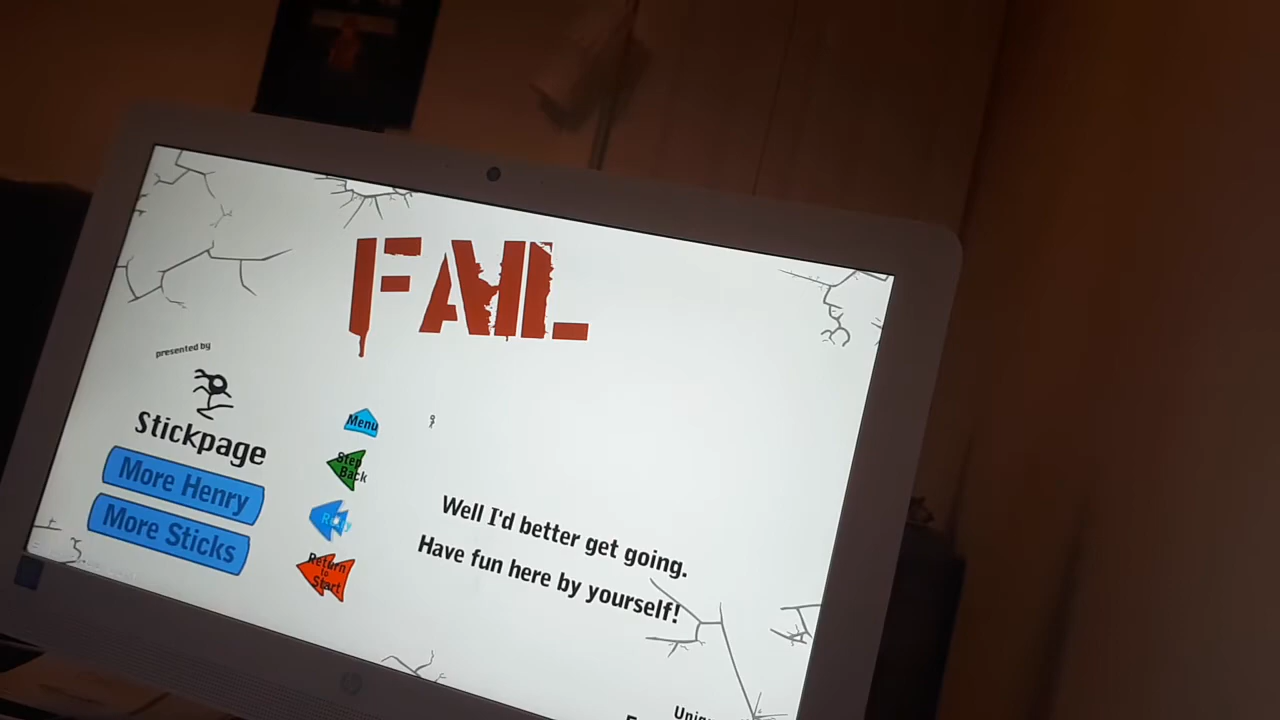 FAIL
presented by
Stickpage
More Henry
More Sticks
Menu
Step
Back
Retry
Return
to
Start
Well I'd better get going.
Have fun here by yourself!